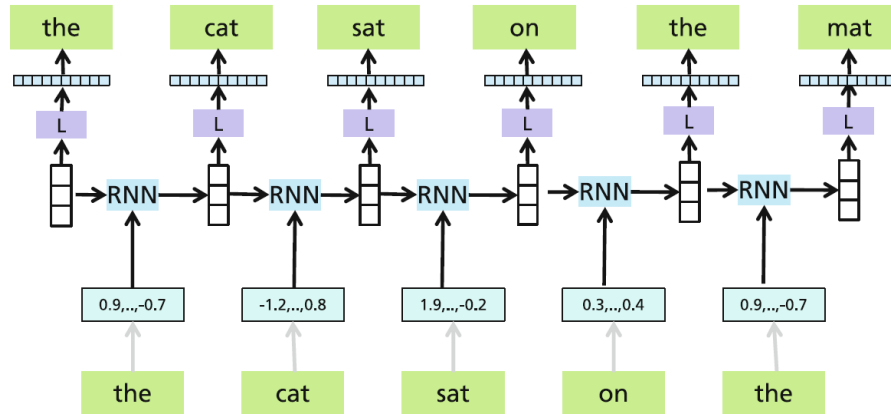 the cat sat on the mat
L L L L L L
RNN RNN RNN RNN RNN
0.9,..,-0.7 -1.2,..,0.8 1.9,..,-0.2 0.3,..,0.4 0.9,..,-0.7
the cat sat on the